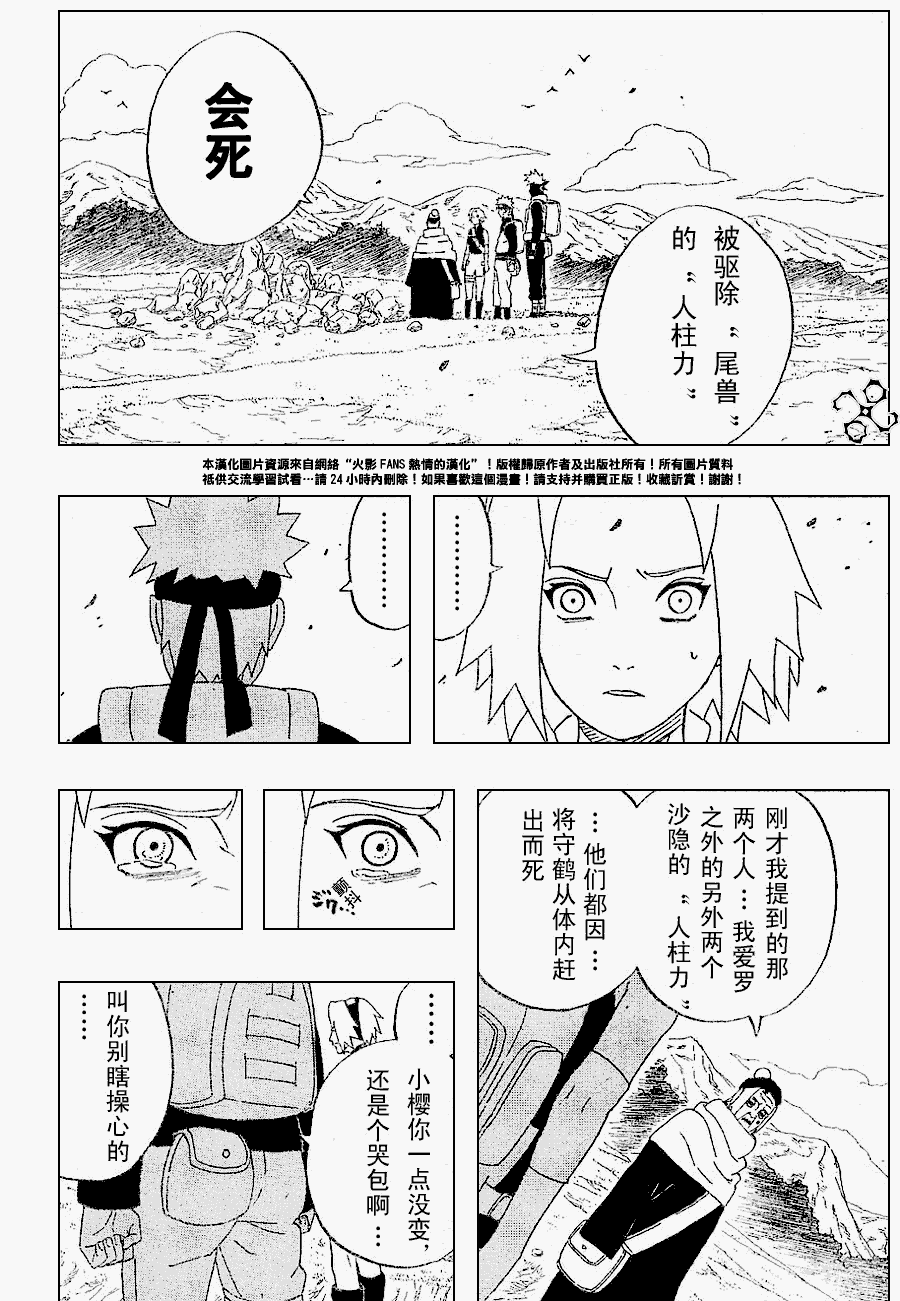 被驱除“尾兽”
的“人柱力”
会死
本漢化圖片資源來自網絡“火影FANS熱情的漢化”！版權歸原作者及出版社所有！所有圖片質料
祗供交流學習試看…請24小時內刪除！如果喜歡這個漫畫！請支持并購買正版！收藏訢賞！謝謝！
………
………
刚才我提到的那
两个人…我爱罗
之外的另外两个
沙隐的“人柱力”
…他们都因…
将守鹤从体内赶
出而死
颤
抖
ジワ…
……
小樱你一点没变，
还是个哭包啊…
叫你别瞎操心的
……